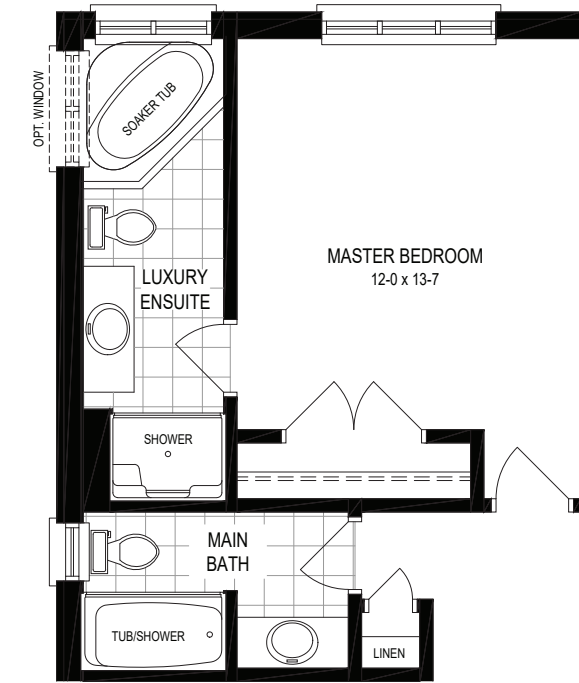 OPT. WINDOW
SOAKER TUB
MASTER BEDROOM
12-0 x 13-7
LUXURY
ENSUITE
SHOWER
MAIN
BATH
TUB/SHOWER
LINEN